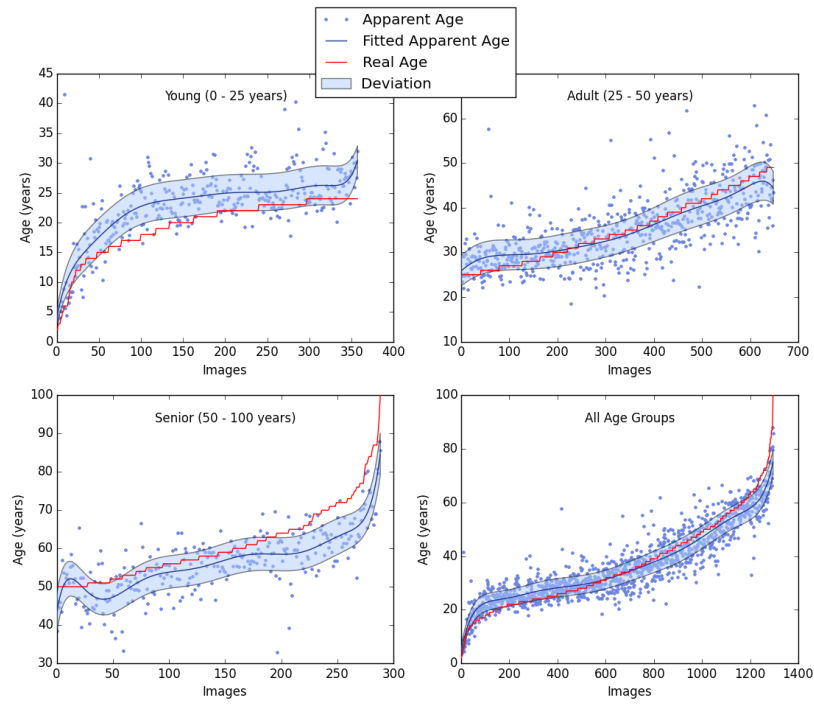 Apparent Age
Fitted Apparent Age
Real Age
Deviation
Young (0 - 25 years)
45
40
35
30
25
20
15
10
5
0
Age (years)
0 50 100 150 200 250 300 350 400
Images
Adult (25 - 50 years)
60
50
40
30
20
10
Age (years)
0 100 200 300 400 500 600 700
Images
Senior (50 - 100 years)
100
90
80
70
60
50
40
30
Age (years)
0 50 100 150 200 250 300
Images
All Age Groups
100
80
60
40
20
0
Age (years)
0 200 400 600 800 1000 1200 1400
Images